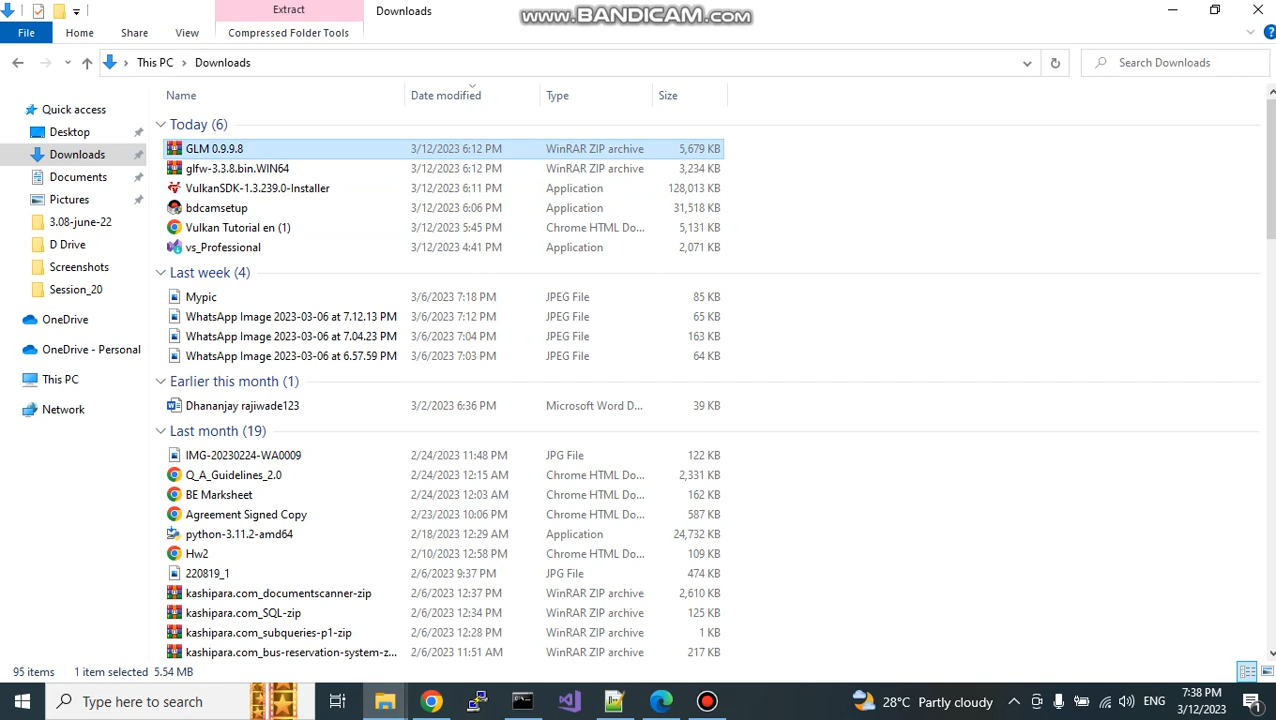 Extract
Downloads
www.BANDICAM.com
File
Home
Share
View
Compressed Folder Tools
This PC
Downloads
Search Downloads
Name
Date modified
Type
Size
Quick access
Desktop
Downloads
Documents
Pictures
3.08-june-22
D Drive
Screenshots
Session_20
OneDrive
OneDrive - Personal
This PC
Network
Today (6)
GLM 0.9.9.8 3/12/2023 6:12 PM WinRAR ZIP archive 5,679 KB
glfw-3.3.8.bin.WIN64 3/12/2023 6:12 PM WinRAR ZIP archive 3,234 KB
VulkanSDK-1.3.239.0-Installer 3/12/2023 6:11 PM Application 128,013 KB
bdcamsetup 3/12/2023 6:06 PM Application 31,518 KB
Vulkan Tutorial en (1) 3/12/2023 5:45 PM Chrome HTML Do... 5,131 KB
vs_Professional 3/12/2023 4:41 PM Application 2,071 KB
Last week (4)
Mypic 3/6/2023 7:18 PM JPEG File 85 KB
WhatsApp Image 2023-03-06 at 7.12.13 PM 3/6/2023 7:12 PM JPEG File 65 KB
WhatsApp Image 2023-03-06 at 7.04.23 PM 3/6/2023 7:04 PM JPEG File 163 KB
WhatsApp Image 2023-03-06 at 6.57.59 PM 3/6/2023 7:03 PM JPEG File 64 KB
Earlier this month (1)
Dhananjay rajiwade123 3/2/2023 6:36 PM Microsoft Word D... 39 KB
Last month (19)
IMG-20230224-WA0009 2/24/2023 11:48 PM JPG File 122 KB
Q_A_Guidelines_2.0 2/24/2023 12:15 AM Chrome HTML Do... 2,331 KB
BE Marksheet 2/24/2023 12:03 AM Chrome HTML Do... 162 KB
Agreement Signed Copy 2/23/2023 10:06 PM Chrome HTML Do... 587 KB
python-3.11.2-amd64 2/18/2023 12:29 AM Application 24,732 KB
Hw2 2/10/2023 12:58 PM Chrome HTML Do... 109 KB
220819_1 2/6/2023 9:37 PM JPG File 474 KB
kashipara.com_documentscanner-zip 2/6/2023 12:37 PM WinRAR ZIP archive 2,610 KB
kashipara.com_SQL-zip 2/6/2023 12:34 PM WinRAR ZIP archive 125 KB
kashipara.com_subqueries-p1-zip 2/6/2023 12:28 PM WinRAR ZIP archive 1 KB
kashipara.com_bus-reservation-system-z... 2/6/2023 11:51 AM WinRAR ZIP archive 217 KB
95 items 1 item selected 5.54 MB
Type here to search
28°C Partly cloudy
ENG
7:38 PM
3/12/2023
1